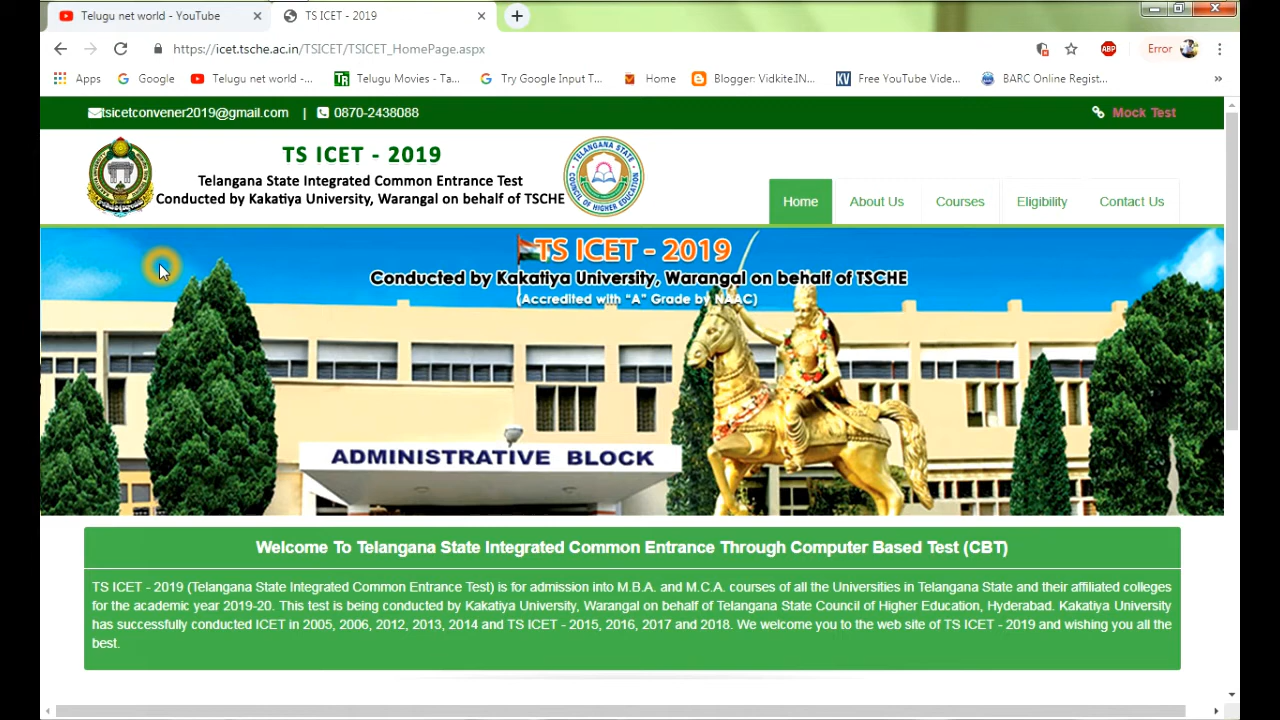 Telugu net world - YouTube
TS ICET - 2019
https://icet.tsche.ac.in/TSICET/TSICET_HomePage.aspx
ABP
Error
Apps
Google
Telugu net world -...
TR
Telugu Movies - Ta...
Try Google Input T...
Home
Blogger: Vidkite.IN...
KV
Free YouTube Vide...
BARC Online Regist...
tsicetconvener2019@gmail.com | 0870-2438088
Mock Test
TS ICET - 2019
Telangana State Integrated Common Entrance Test
Conducted by Kakatiya University, Warangal on behalf of TSCHE
TELANGANA STATE
COUNCIL OF HIGHER EDUCATION
Home
About Us
Courses
Eligibility
Contact Us
TS ICET - 2019
Conducted by Kakatiya University, Warangal on behalf of TSCHE
(Accredited with "A" Grade by NAAC)
ADMINISTRATIVE BLOCK
Welcome To Telangana State Integrated Common Entrance Through Computer Based Test (CBT)
TS ICET - 2019 (Telangana State Integrated Common Entrance Test) is for admission into M.B.A. and M.C.A. courses of all the Universities in Telangana State and their affiliated colleges
for the academic year 2019-20. This test is being conducted by Kakatiya University, Warangal on behalf of Telangana State Council of Higher Education, Hyderabad. Kakatiya University
has successfully conducted ICET in 2005, 2006, 2012, 2013, 2014 and TS ICET - 2015, 2016, 2017 and 2018. We welcome you to the web site of TS ICET - 2019 and wishing you all the
best.